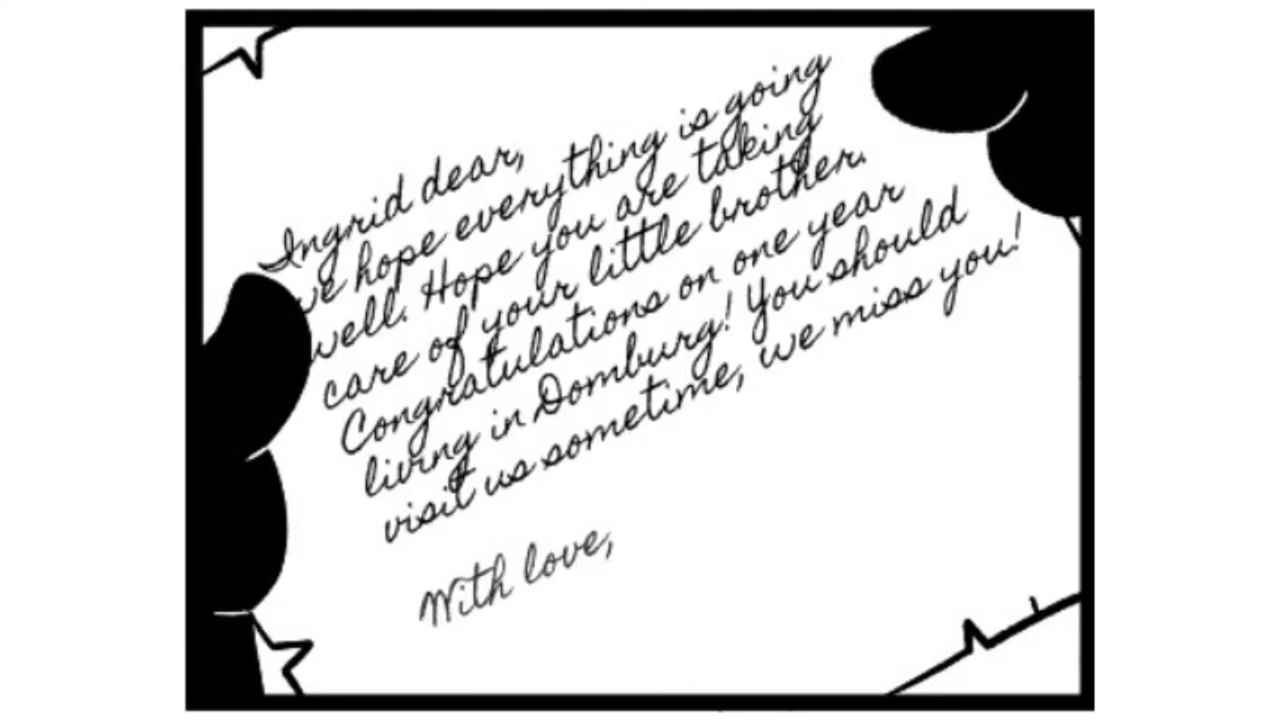 Ingrid dear,
we hope everything is going
well. Hope you are taking
care of your little brother.
Congratulations on one year
living in Domburg! You should
visit us sometime, we miss you!
With love,